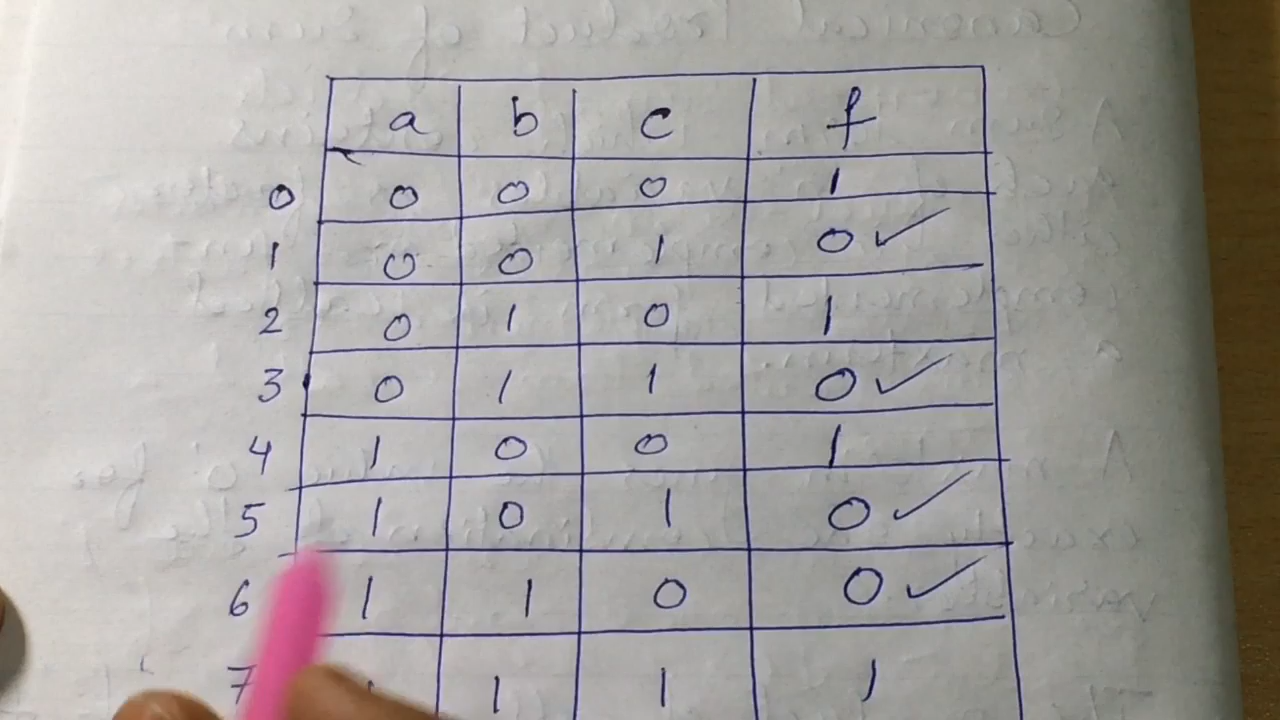 a b c f
0 0 0 0 1
1 0 0 1 0 ✓
2 0 1 0 1
3 0 1 1 0 ✓
4 1 0 0 1
5 1 0 1 0 ✓
6 1 1 0 0 ✓
7 1 1 1 1